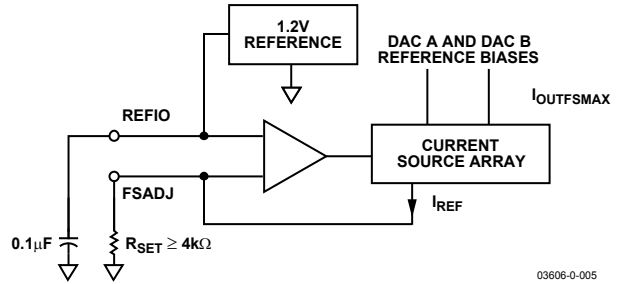 1.2V
REFERENCE
DAC A AND DAC B
REFERENCE BIASES
IOUTFSMAX
REFIO
CURRENT
SOURCE ARRAY
FSADJ
IREF
0.1µF
RSET ≥ 4kΩ
03606-0-005